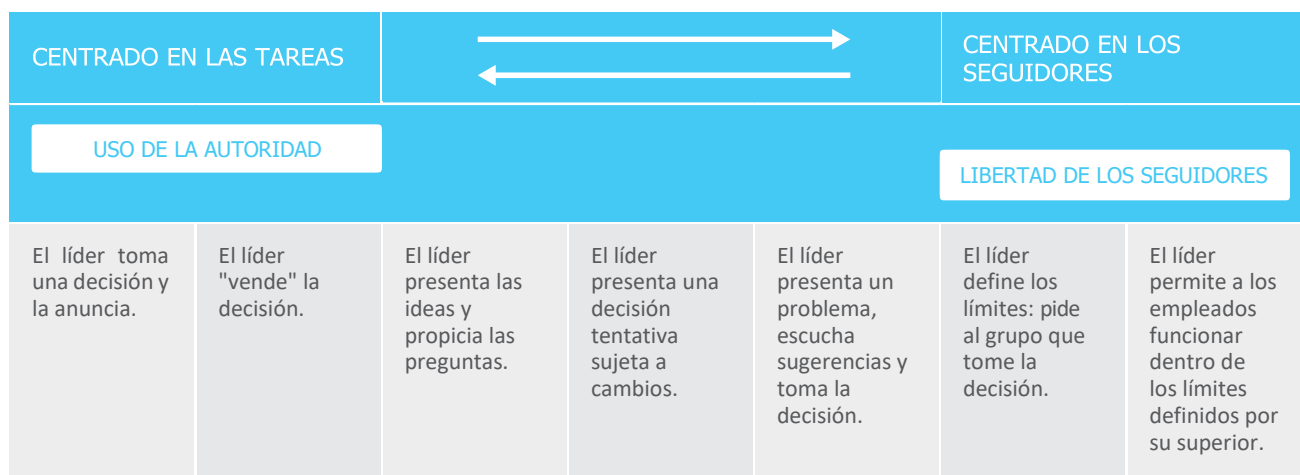 CENTRADO EN LAS TAREAS
CENTRADO EN LOS
SEGUIDORES
USO DE LA AUTORIDAD
LIBERTAD DE LOS SEGUIDORES
El líder toma
una decisión y
la anuncia.
El líder
"vende" la
decisión.
El líder
presenta las
ideas y
propicia las
preguntas.
El líder
presenta una
decisión
tentativa
sujeta a
cambios.
El líder
presenta un
problema,
escucha
sugerencias y
toma la
decisión.
El líder
define los
límites: pide
al grupo que
tome la
decisión.
El líder
permite a los
empleados
funcionar
dentro de
los límites
definidos por
su superior.